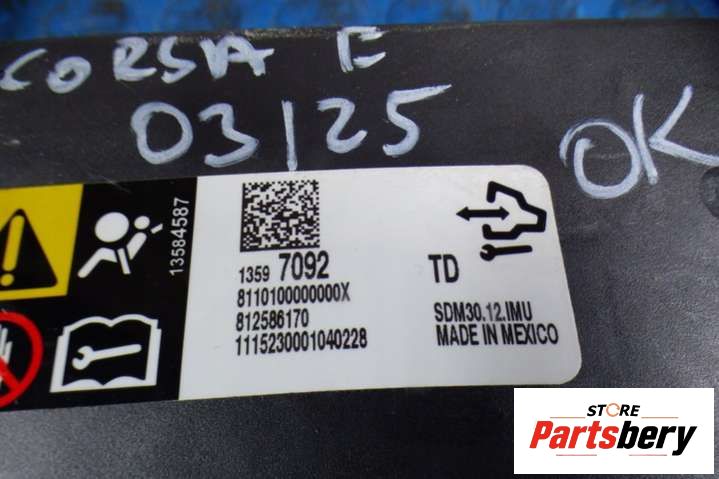 CORSA E
03/25
OK
13584587
1359 7092
TD
8110100000000X
812586170
1115230001040228
SDM30.12.IMU
MADE IN MEXICO
STORE
Partsbery